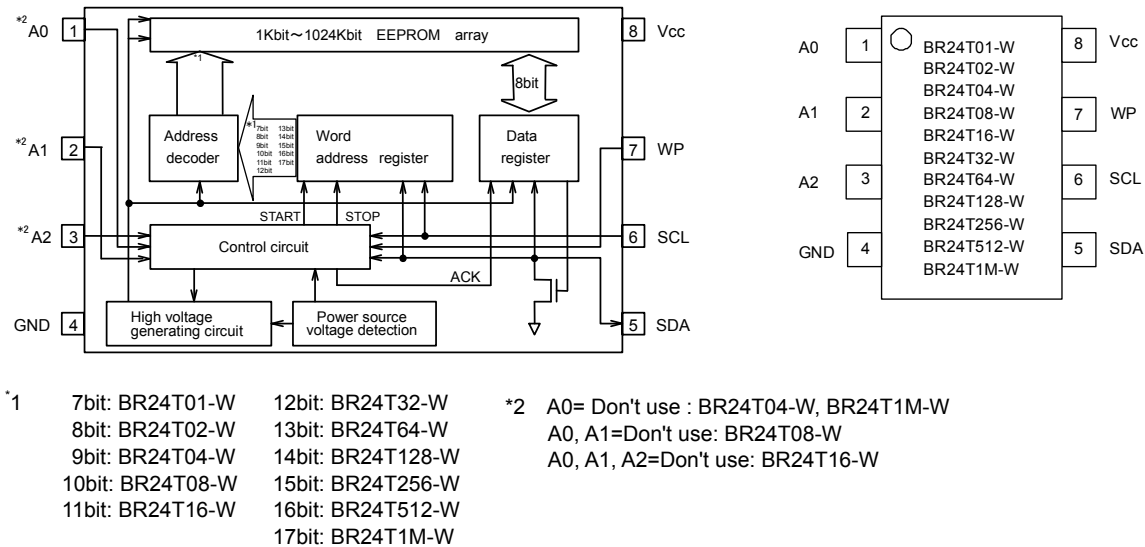 *2 A0 1
1Kbit～1024Kbit EEPROM array
*1
8 Vcc
8bit
Address decoder
*1
7bit 13bit
8bit 14bit
9bit 15bit
10bit 16bit
11bit 17bit
12bit
Word address register
Data register
*2 A1 2
7 WP
START STOP
*2 A2 3
Control circuit
6 SCL
ACK
GND 4
High voltage
generating circuit
Power source
voltage detection
5 SDA
A0 1
A1 2
A2 3
GND 4
BR24T01-W
BR24T02-W
BR24T04-W
BR24T08-W
BR24T16-W
BR24T32-W
BR24T64-W
BR24T128-W
BR24T256-W
BR24T512-W
BR24T1M-W
8 Vcc
7 WP
6 SCL
5 SDA
*1 7bit: BR24T01-W 12bit: BR24T32-W
8bit: BR24T02-W 13bit: BR24T64-W
9bit: BR24T04-W 14bit: BR24T128-W
10bit: BR24T08-W 15bit: BR24T256-W
11bit: BR24T16-W 16bit: BR24T512-W
17bit: BR24T1M-W
*2 A0= Don't use : BR24T04-W, BR24T1M-W
A0, A1=Don't use: BR24T08-W
A0, A1, A2=Don't use: BR24T16-W